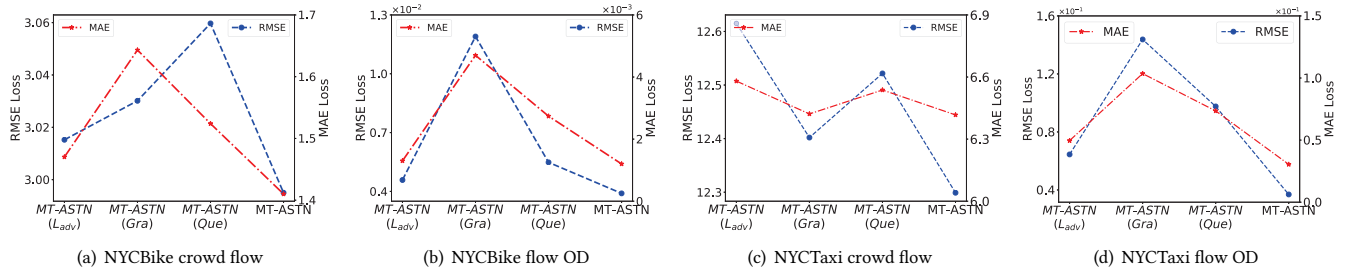 3.06
3.04
3.02
3.00
RMSE Loss
MAE
RMSE
1.7
1.6
1.5
1.4
MAE Loss
MT-ASTN
(L_adv)
MT-ASTN
(Gra)
MT-ASTN
(Que)
MT-ASTN
(a) NYCBike crowd flow
1.3 ×10⁻²
1.2
0.7
0.4
RMSE Loss
MAE
RMSE
6 ×10⁻³
4
2
0
MAE Loss
MT-ASTN
(L_adv)
MT-ASTN
(Gra)
MT-ASTN
(Que)
MT-ASTN
(b) NYCBike flow OD
12.6
12.5
12.4
12.3
RMSE Loss
MAE
RMSE
6.9
6.6
6.3
6.0
MAE Loss
MT-ASTN
(L_adv)
MT-ASTN
(Gra)
MT-ASTN
(Que)
MT-ASTN
(c) NYCTaxi crowd flow
1.6 ×10⁻¹
1.2
0.8
0.4
RMSE Loss
MAE
RMSE
1.5 ×10⁻¹
1.0
0.5
0.0
MAE Loss
MT-ASTN
(L_adv)
MT-ASTN
(Gra)
MT-ASTN
(Que)
MT-ASTN
(d) NYCTaxi flow OD